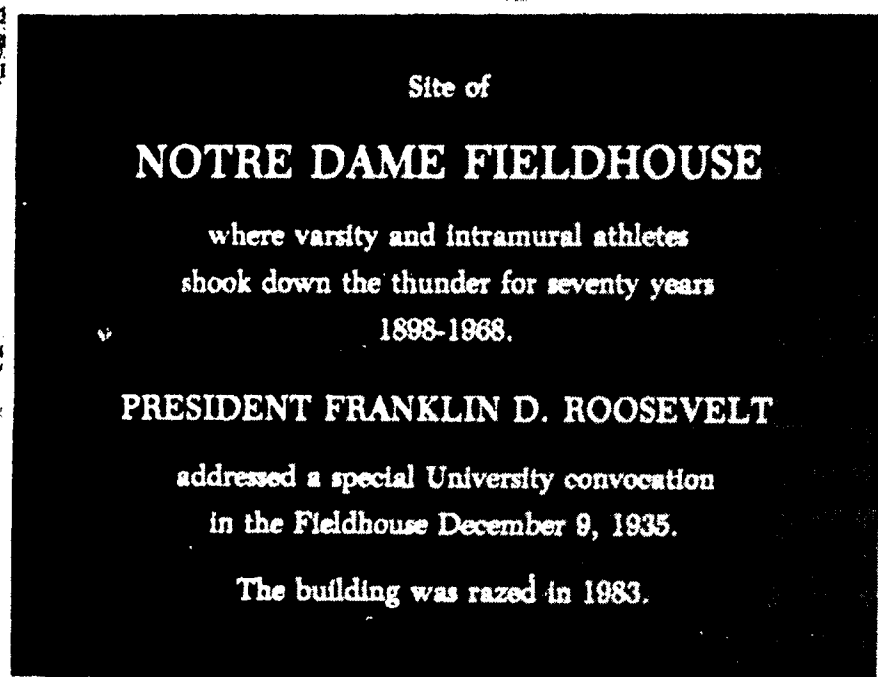 Site of
NOTRE DAME FIELDHOUSE
where varsity and intramural athletes
shook down the thunder for seventy years
1898-1968.
PRESIDENT FRANKLIN D. ROOSEVELT
addressed a special University convocation
in the Fieldhouse December 9, 1935.
The building was razed in 1983.